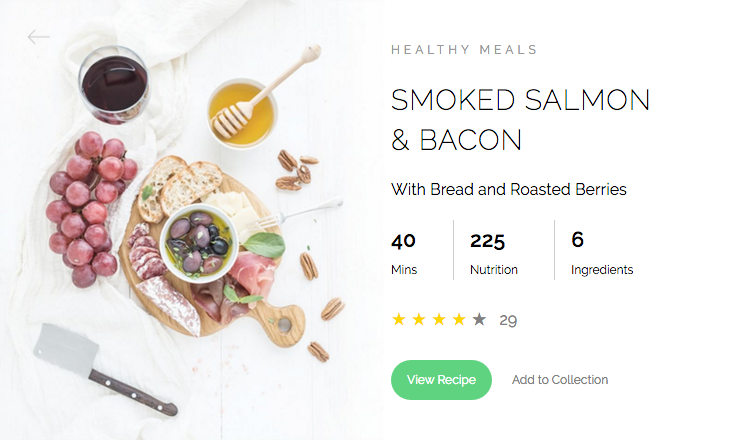 HEALTHY MEALS
SMOKED SALMON
& BACON
With Bread and Roasted Berries
40 225 6
Mins Nutrition Ingredients
29
View Recipe Add to Collection